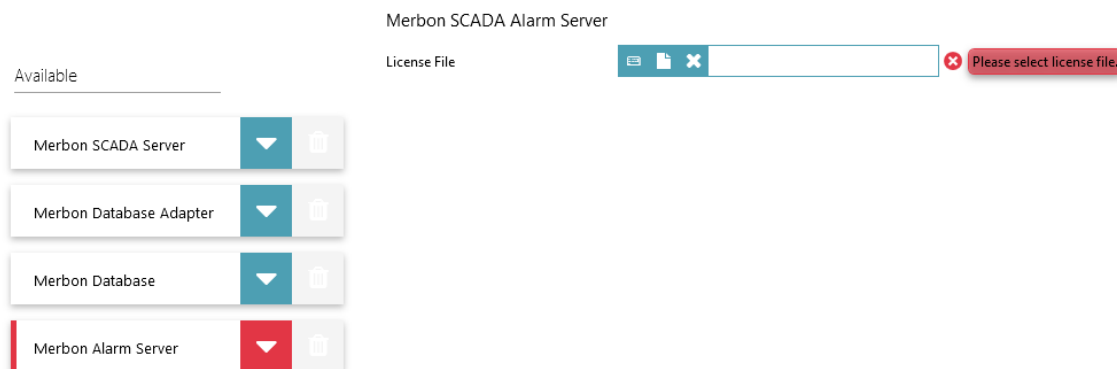 Merbon SCADA Alarm Server
License File
Please select license file.
Available
Merbon SCADA Server
Merbon Database Adapter
Merbon Database
Merbon Alarm Server